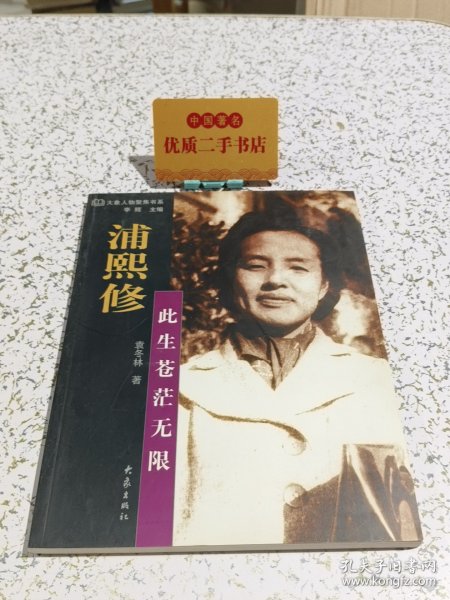 中国著名
优质二手书店
大象人物聚焦书系
李辉 主编
浦熙修
此生苍茫无限
袁冬林 著
大象出版社
孔夫子旧书网
www.kongfz.com